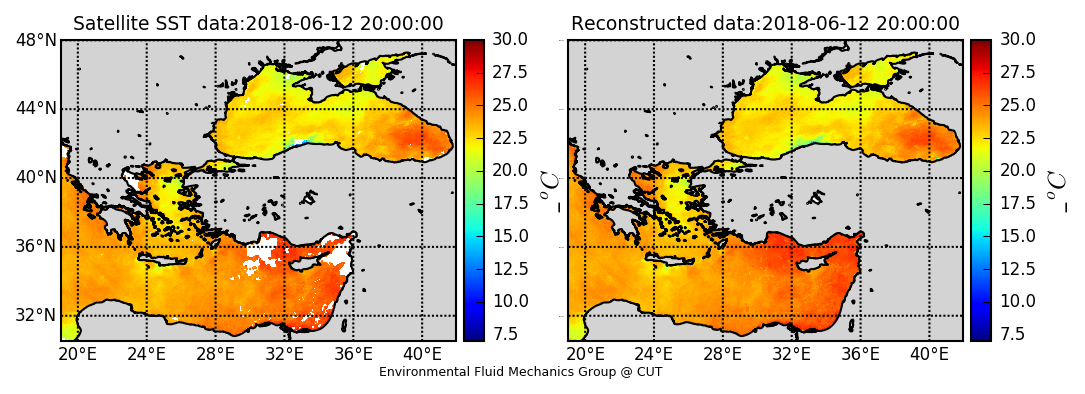 Satellite SST data:2018-06-12 20:00:00
48°N
44°N
40°N
36°N
32°N
20°E 24°E 28°E 32°E 36°E 40°E
30.0
27.5
25.0
22.5
20.0
17.5
15.0
12.5
10.0
7.5
_ °C
Reconstructed data:2018-06-12 20:00:00
20°E 24°E 28°E 32°E 36°E 40°E
30.0
27.5
25.0
22.5
20.0
17.5
15.0
12.5
10.0
7.5
_ °C
Environmental Fluid Mechanics Group @ CUT